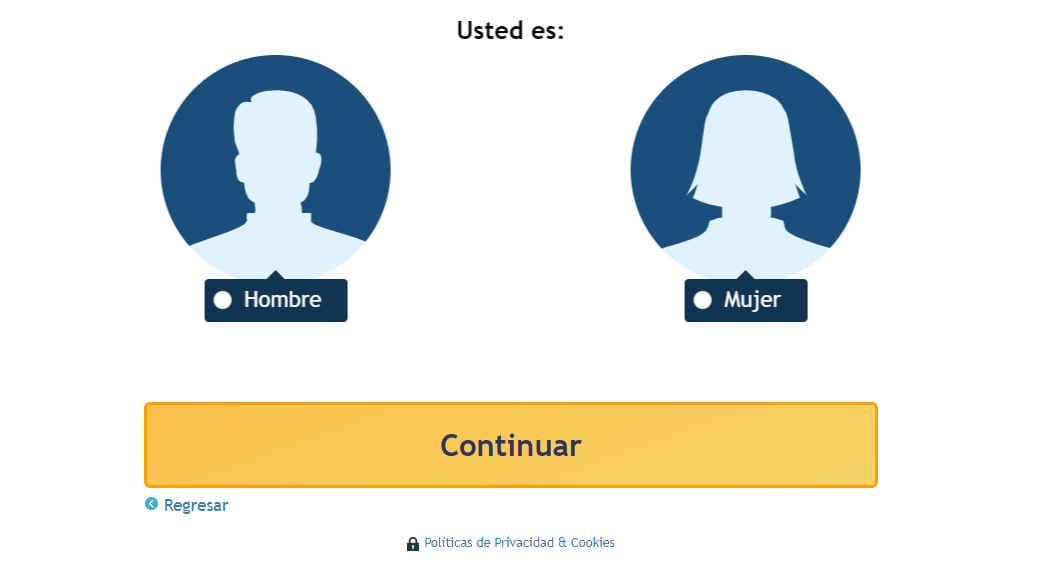 Usted es:
Hombre
Mujer
Continuar
Regresar
Políticas de Privacidad & Cookies